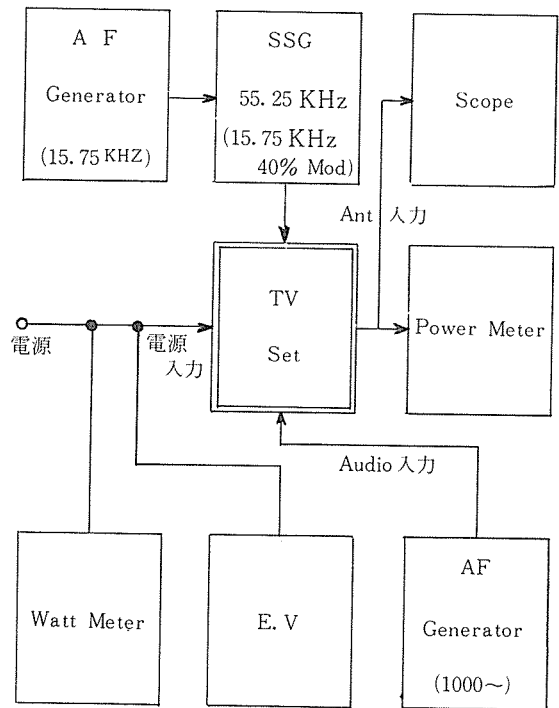 A F
Generator
(15.75 KHZ)
SSG
55.25 KHz
(15.75 KHz
40% Mod)
Scope
Ant 入力
TV
Set
Power Meter
電源
電源
入力
Audio 入力
Watt Meter
E.V
AF
Generator
(1000～)